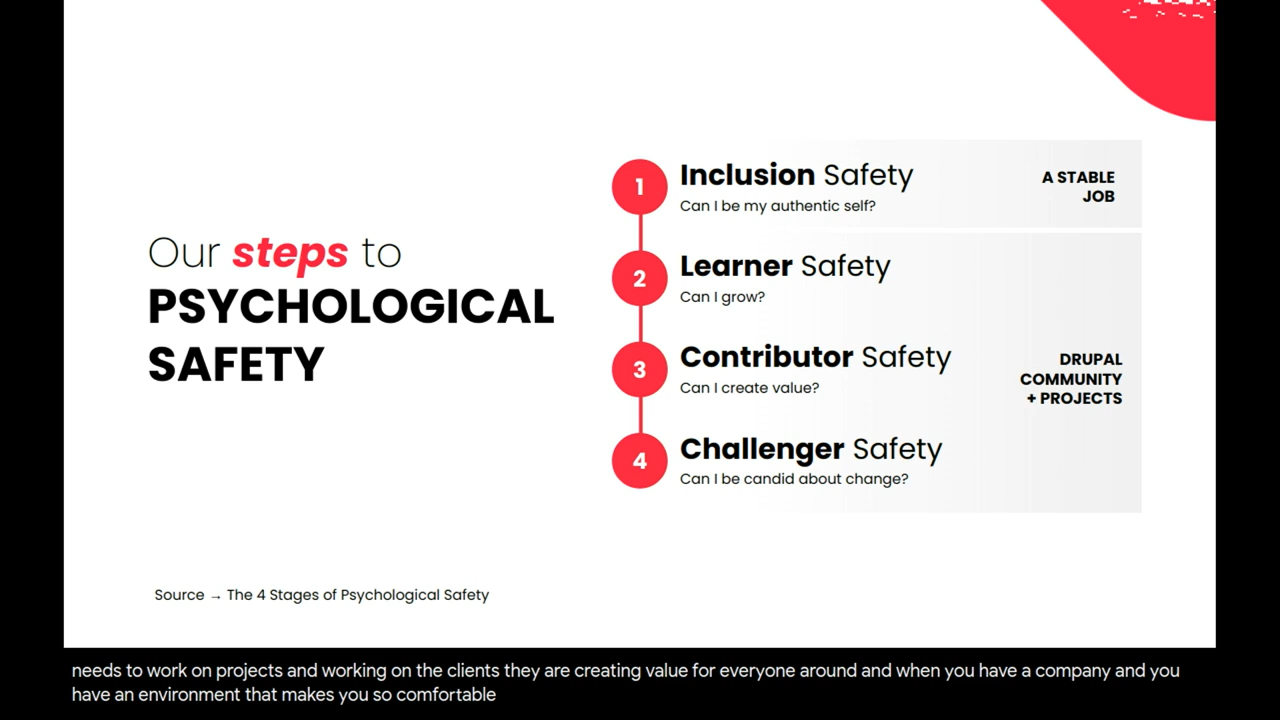 Our steps to
PSYCHOLOGICAL
SAFETY
1
Inclusion Safety
Can I be my authentic self?
A STABLE
JOB
2
Learner Safety
Can I grow?
3
Contributor Safety
Can I create value?
DRUPAL
COMMUNITY
+ PROJECTS
4
Challenger Safety
Can I be candid about change?
Source → The 4 Stages of Psychological Safety
needs to work on projects and working on the clients they are creating value for everyone around and when you have a company and you
have an environment that makes you so comfortable